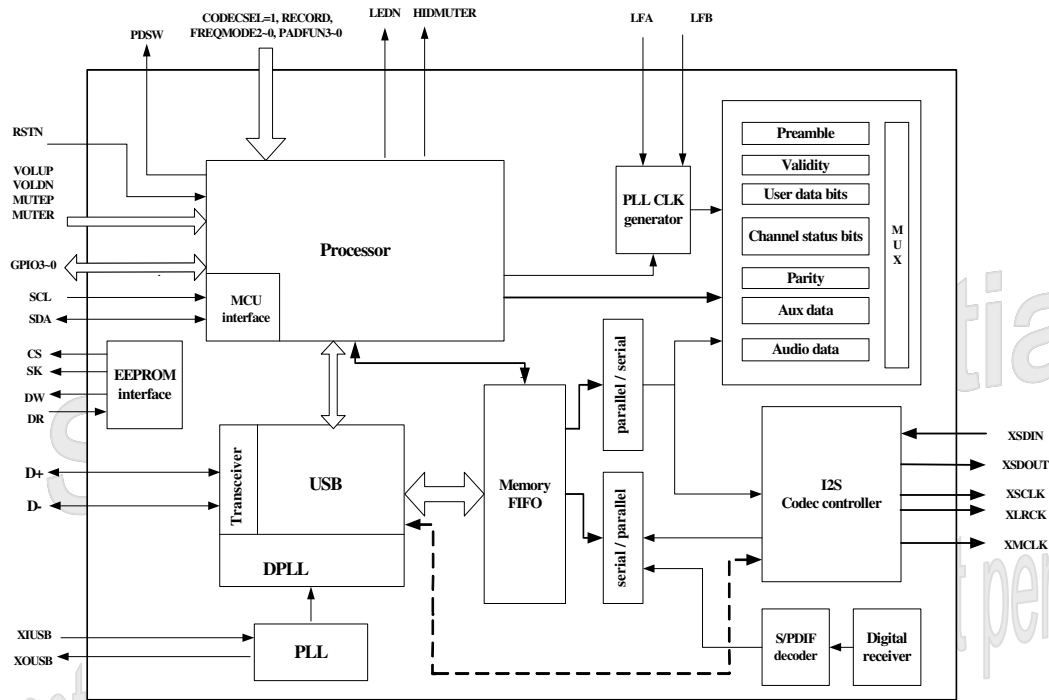 CODECSEL=1, RECORD,
FREQMODE2~0, PADFUN3~0
LEDN
HIDMUTER
LFA
LFB
PDSW
RSTN
VOLUP
VOLDN
MUTEP
MUTER
GPIO3~0
SCL
SDA
CS
SK
DW
DR
D+
D-
XIUSB
XOUSB
Processor
MCU
interface
EEPROM
interface
Transceiver
USB
DPLL
PLL
Memory
FIFO
PLL CLK
generator
parallel / serial
serial / parallel
Preamble
Validity
User data bits
Channel status bits
Parity
Aux data
Audio data
MUX
I2S
Codec controller
S/PDIF
decoder
Digital
receiver
XSDIN
XSDOUT
XSCLK
XLRCK
XMCLK